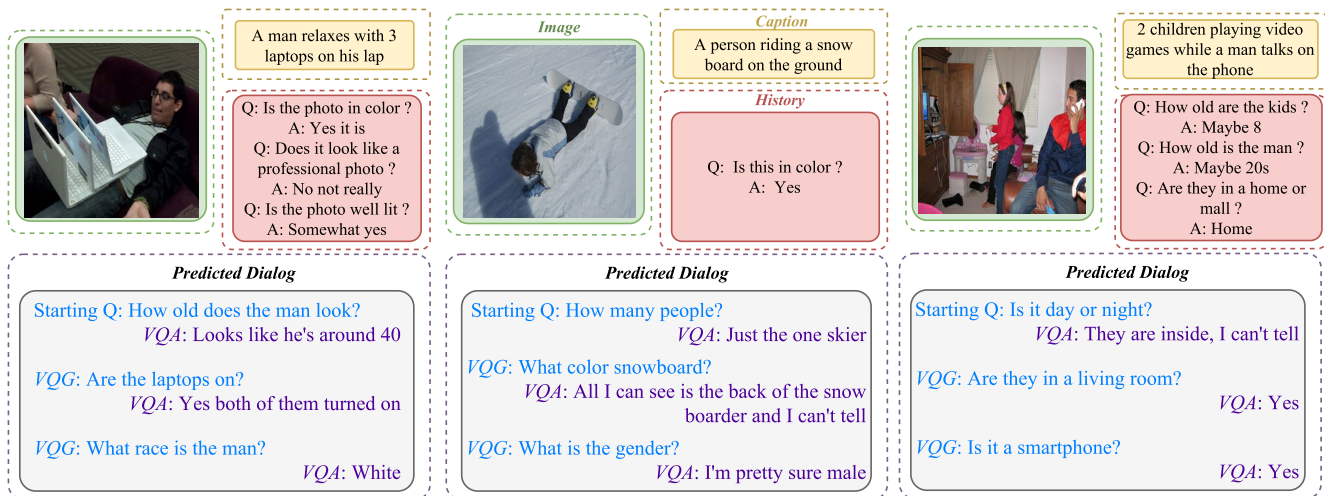 A man relaxes with 3
laptops on his lap
Q: Is the photo in color ?
A: Yes it is
Q: Does it look like a
professional photo ?
A: No not really
Q: Is the photo well lit ?
A: Somewhat yes
Predicted Dialog
Starting Q: How old does the man look?
VQA: Looks like he's around 40
VQG: Are the laptops on?
VQA: Yes both of them turned on
VQG: What race is the man?
VQA: White
Image
Caption
A person riding a snow
board on the ground
History
Q: Is this in color ?
A: Yes
Predicted Dialog
Starting Q: How many people?
VQA: Just the one skier
VQG: What color snowboard?
VQA: All I can see is the back of the snow
boarder and I can't tell
VQG: What is the gender?
VQA: I'm pretty sure male
2 children playing video
games while a man talks on
the phone
Q: How old are the kids ?
A: Maybe 8
Q: How old is the man ?
A: Maybe 20s
Q: Are they in a home or
mall ?
A: Home
Predicted Dialog
Starting Q: Is it day or night?
VQA: They are inside, I can't tell
VQG: Are they in a living room?
VQA: Yes
VQG: Is it a smartphone?
VQA: Yes